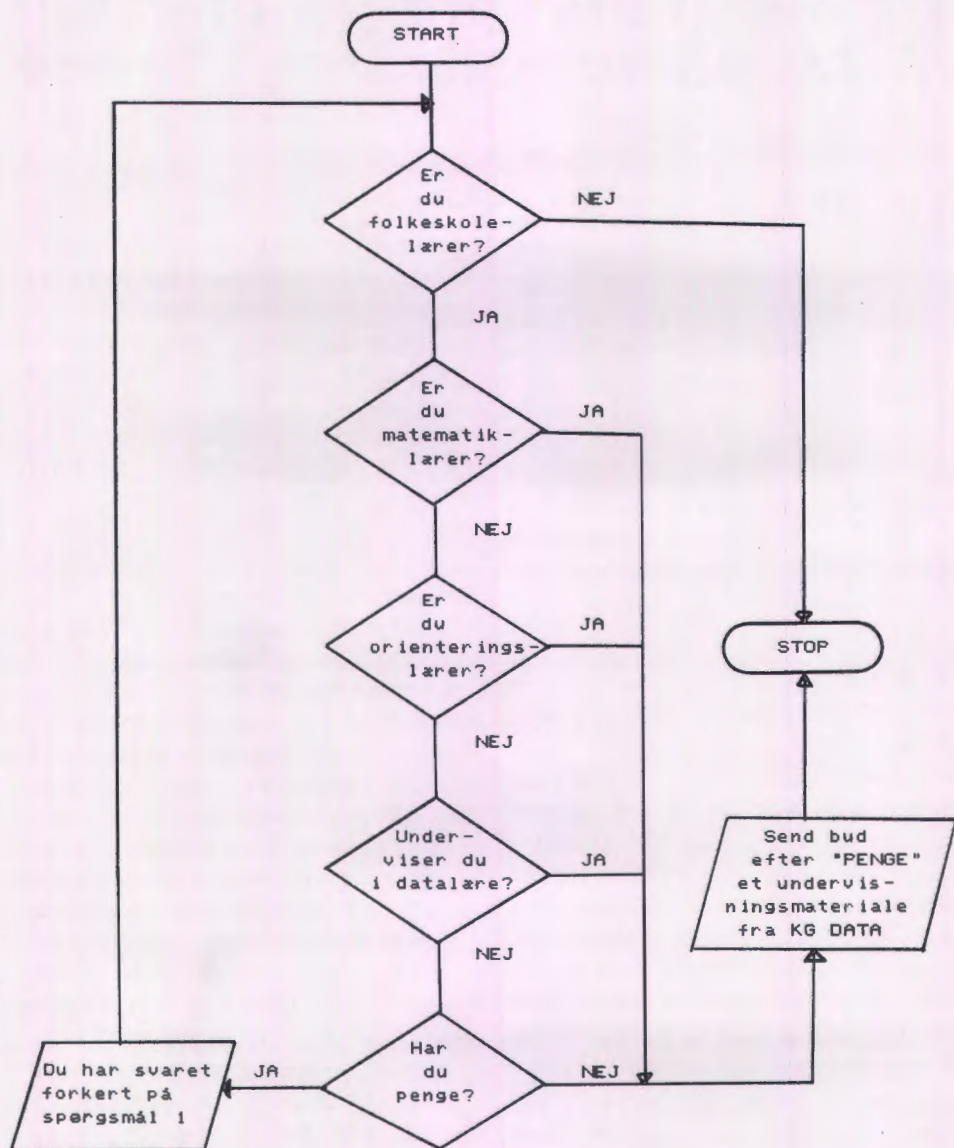 START
Er
du
folkeskole-
lærer?
NEJ
JA
Er
du
matematik-
lærer?
JA
NEJ
Er
du
orienterings-
lærer?
JA
STOP
NEJ
Under-
viser du
i datalære?
JA
Send bud
efter "PENGE"
et undervis-
ningsmateriale
fra KG DATA
NEJ
Har
du
penge?
NEJ
JA
Du har svaret
forkert på
spørgsmål 1